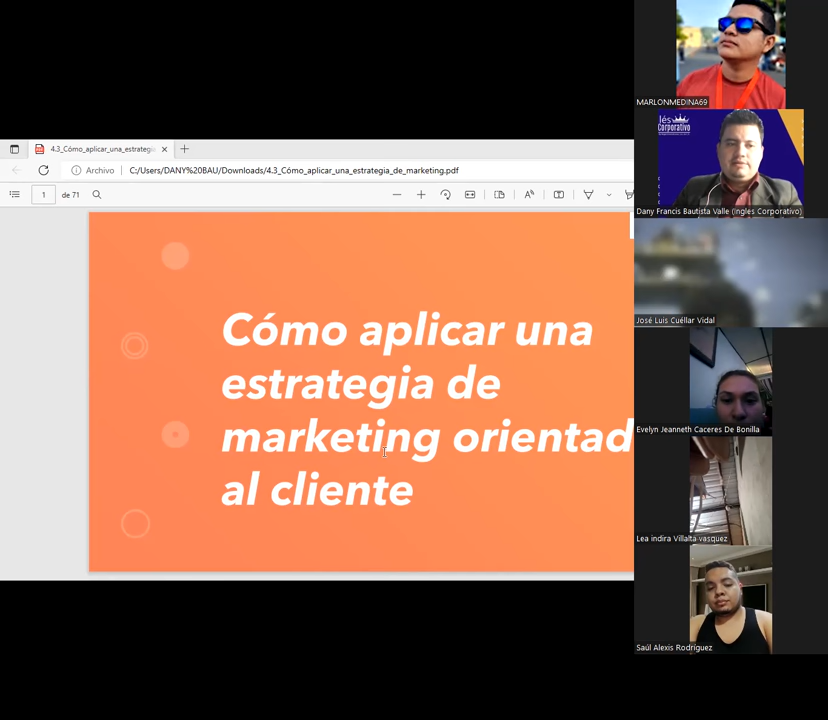 4.3_Cómo_aplicar_una_estrategi
Archivo
C:/Users/DANY%20BAU/Downloads/4.3_Cómo_aplicar_una_estrategia_de_marketing.pdf
1 de 71
Cómo aplicar una
estrategia de
marketing orientad
al cliente
MARLONMEDINA69
lés
Corporativo
Dany Francis Bautista Valle (Ingles Corporativo)
José Luis Cuéllar Vidal
Evelyn Jeanneth Caceres De Bonilla
Lea indira Villalta vasquez
Saúl Alexis Rodríguez